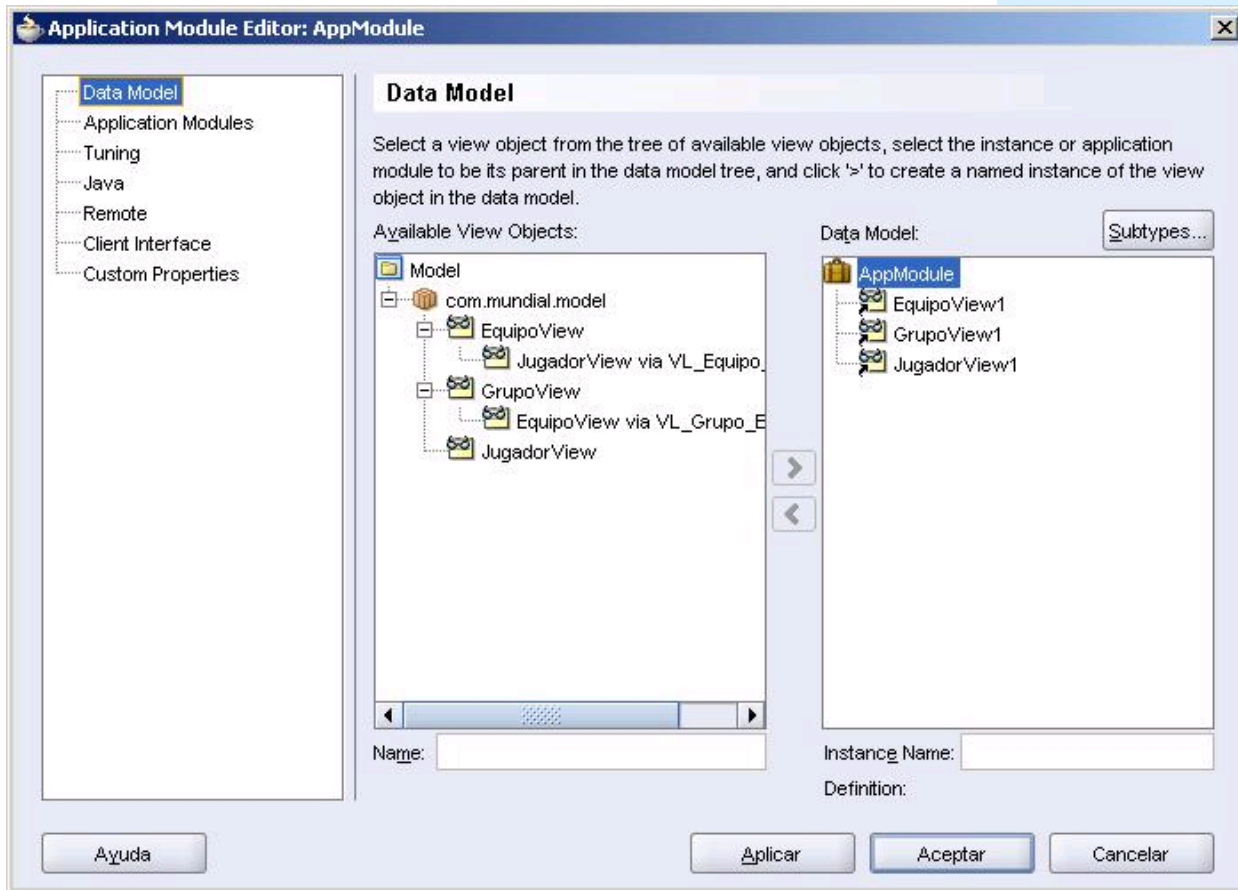 Application Module Editor: AppModule
Data Model
Application Modules
Tuning
Java
Remote
Client Interface
Custom Properties
Data Model
Select a view object from the tree of available view objects, select the instance or application
module to be its parent in the data model tree, and click '>' to create a named instance of the view
object in the data model.
Available View Objects:
Model
com.mundial.model
EquipoView
JugadorView via VL_Equipo_
GrupoView
EquipoView via VL_Grupo_E
JugadorView
Name:
Data Model:
Subtypes...
AppModule
EquipoView1
GrupoView1
JugadorView1
Instance Name:
Definition:
Ayuda
Aplicar
Aceptar
Cancelar